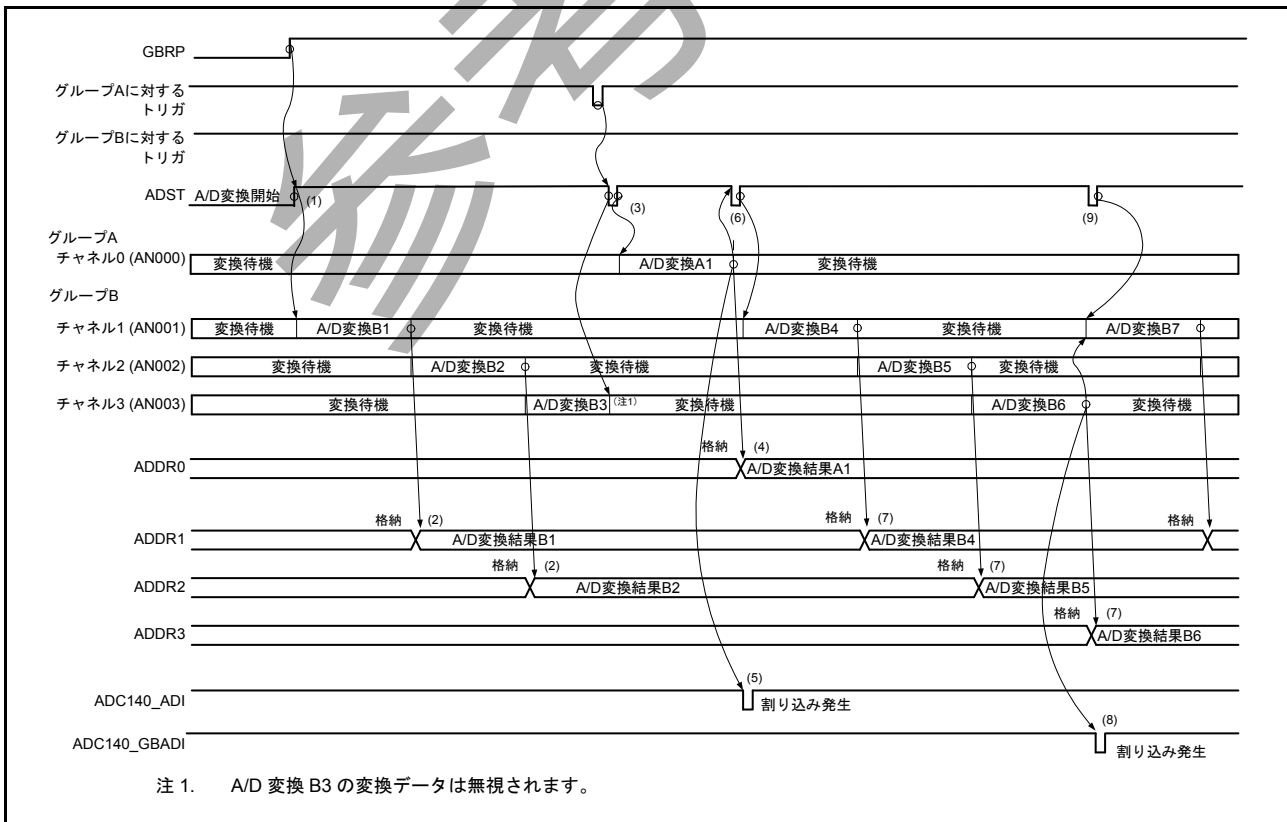 GBRP
グループAに対する
トリガ
グループBに対する
トリガ
ADST A/D変換開始 (1) (3) (6) (9)
グループA
チャネル0 (AN000) 変換待機 A/D変換A1 変換待機
グループB
チャネル1 (AN001) 変換待機 A/D変換B1 変換待機 A/D変換B4 変換待機 A/D変換B7
チャネル2 (AN002) 変換待機 A/D変換B2 変換待機 A/D変換B5 変換待機
チャネル3 (AN003) 変換待機 A/D変換B3 (注1) 変換待機 A/D変換B6 変換待機
格納 (4)
ADDR0 A/D変換結果A1
格納 (2) 格納 (7) 格納
ADDR1 A/D変換結果B1 A/D変換結果B4
格納 (2) 格納 (7)
ADDR2 A/D変換結果B2 A/D変換結果B5
格納 (7)
ADDR3 A/D変換結果B6
(5)
ADC140_ADI 割り込み発生
(8)
ADC140_GBADI 割り込み発生
注 1. A/D 変換 B3 の変換データは無視されます。